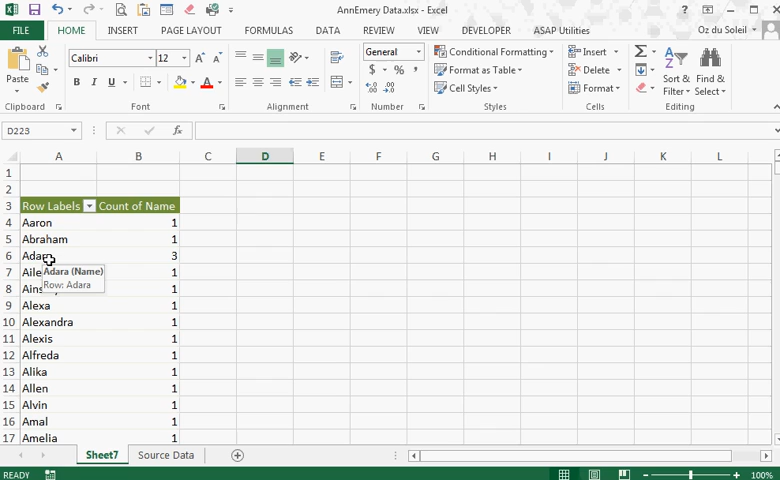 AnnEmery Data.xlsx - Excel
FILE HOME INSERT PAGE LAYOUT FORMULAS DATA VIEW DEVELOPER ASAP Utilities Oz du Soleil
Paste
Calibri 12
B I U
General
$ % ,
Conditional Formatting
Format as Table
Cell Styles
Insert
Delete
Format
Sort & Filter
Find & Select
Clipboard Font Alignment Number Styles Cells Editing
D223 fx
A B C D E F G H I J K L
1
2
3 Row Labels Count of Name
4 Aaron 1
5 Abraham 1
6 Adara 3
7 Aile 1
8 Ains 1
Adara (Name)
Row: Adara
9 Alexa 1
10 Alexandra 1
11 Alexis 1
12 Alfreda 1
13 Alika 1
14 Allen 1
15 Alvin 1
16 Amal 1
17 Amelia 1
Sheet7 Source Data
READY 100%